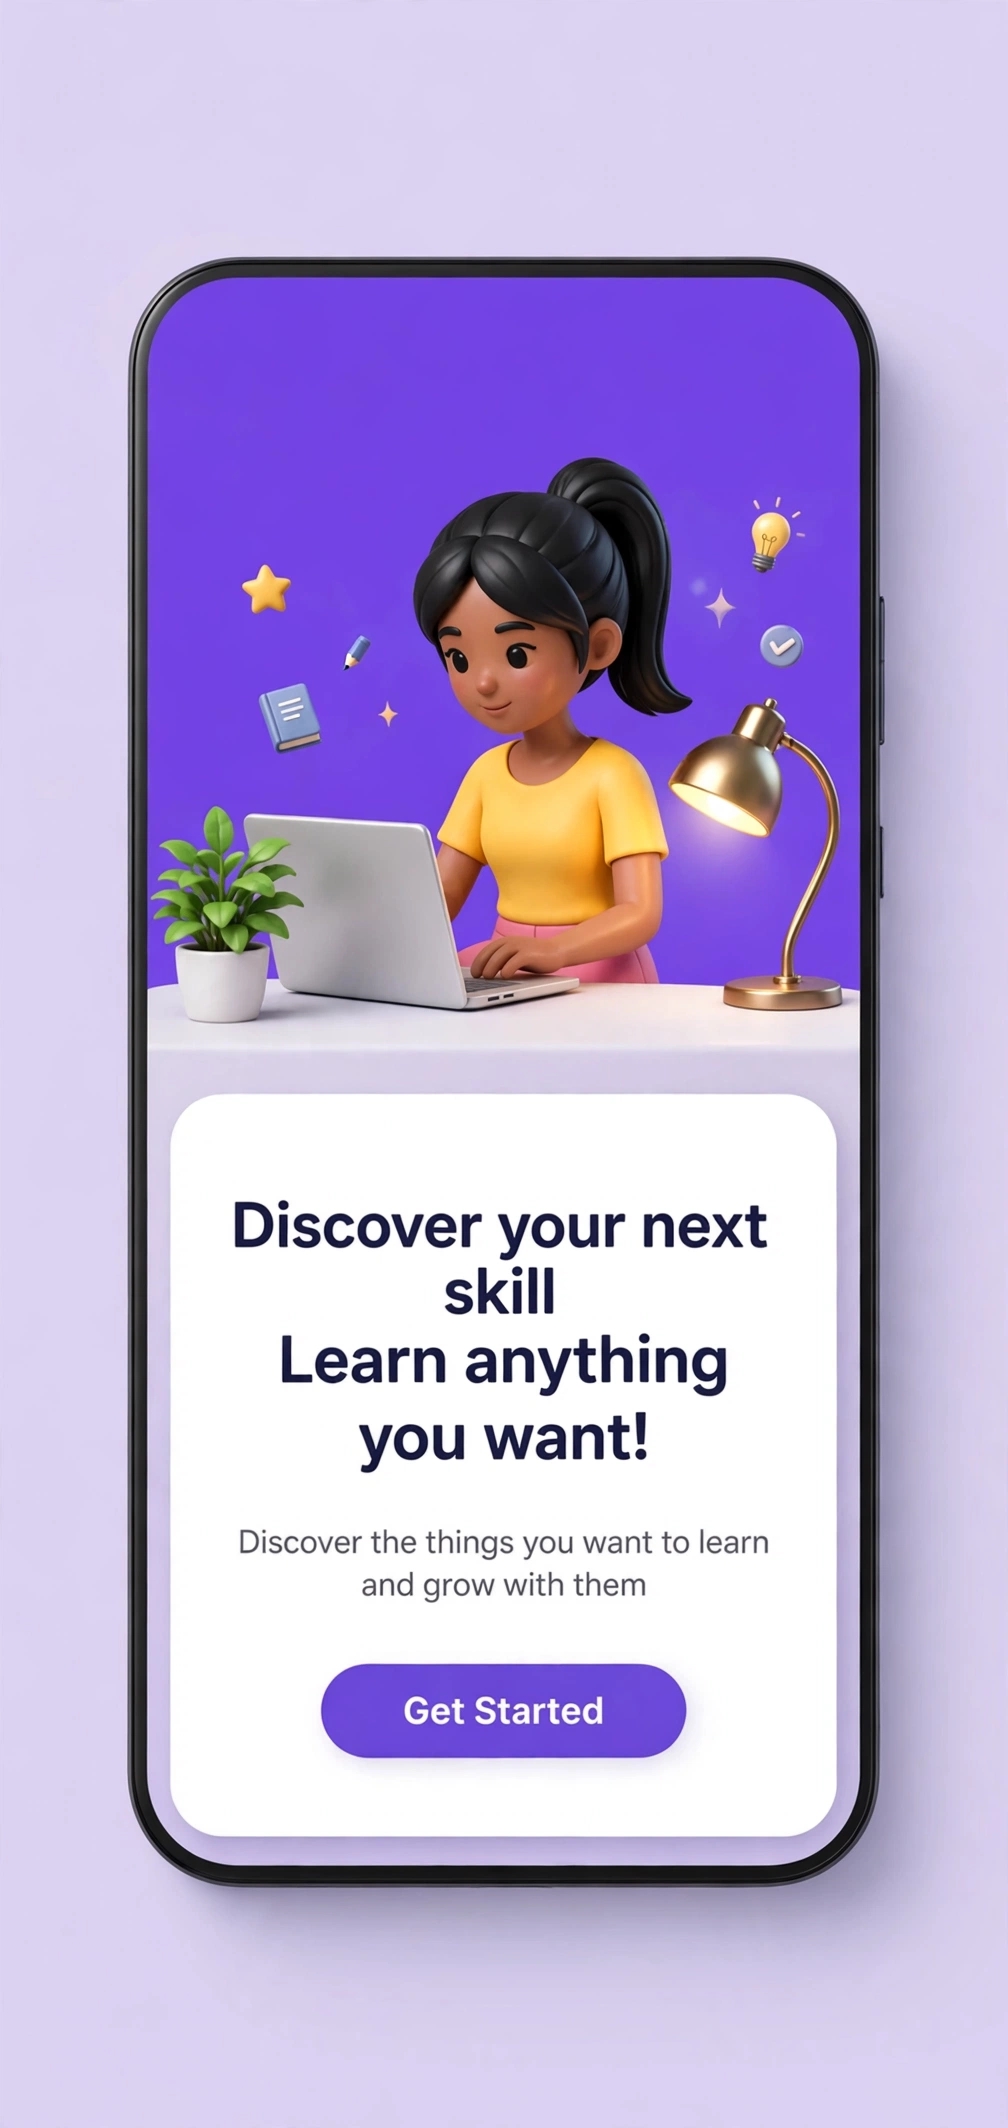 Discover your next
skill
Learn anything
you want!
Discover the things you want to learn
and grow with them
Get Started